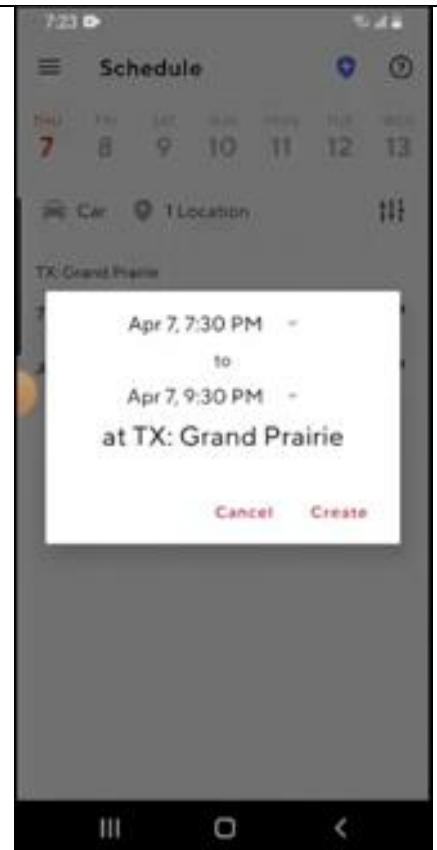 7:23
Schedule
THU FRI SAT SUN MON TUE WED
7 8 9 10 11 12 13
Car 1 Location
TX: Grand Prairie
Apr 7, 7:30 PM
to
Apr 7, 9:30 PM
at TX: Grand Prairie
Cancel Create